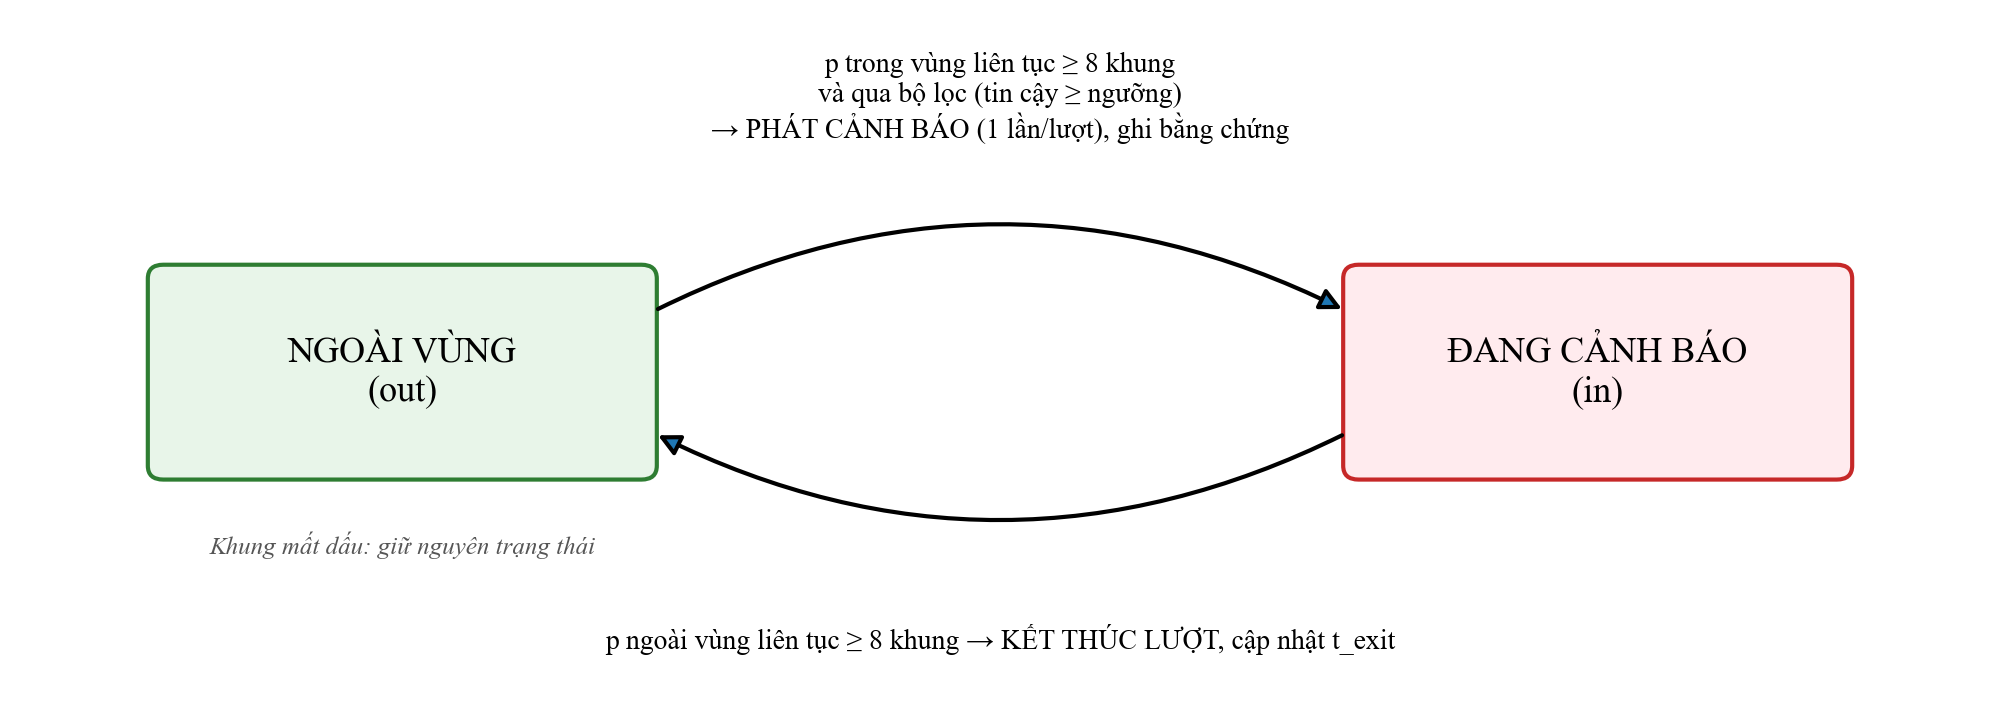 p trong vùng liên tục ≥ 8 khung
và qua bộ lọc (tin cậy ≥ ngưỡng)
→ PHÁT CẢNH BÁO (1 lần/lượt), ghi bằng chứng
NGOÀI VÙNG
(out)
ĐANG CẢNH BÁO
(in)
Khung mất dấu: giữ nguyên trạng thái
p ngoài vùng liên tục ≥ 8 khung → KẾT THÚC LƯỢT, cập nhật t_exit